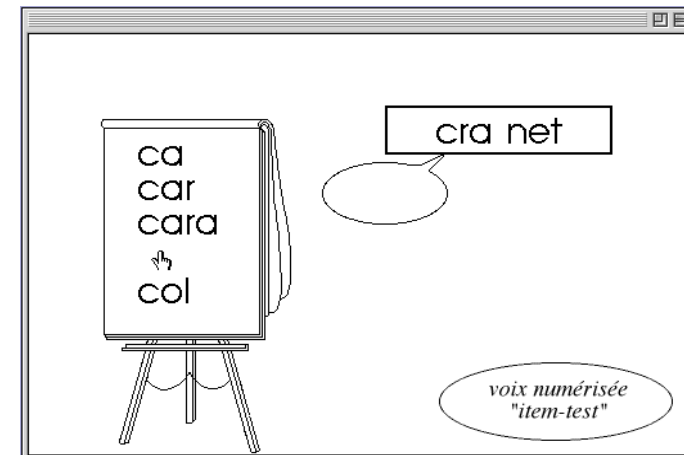 ca
car
cara
col
cra net
voix numérisée
"item-test"